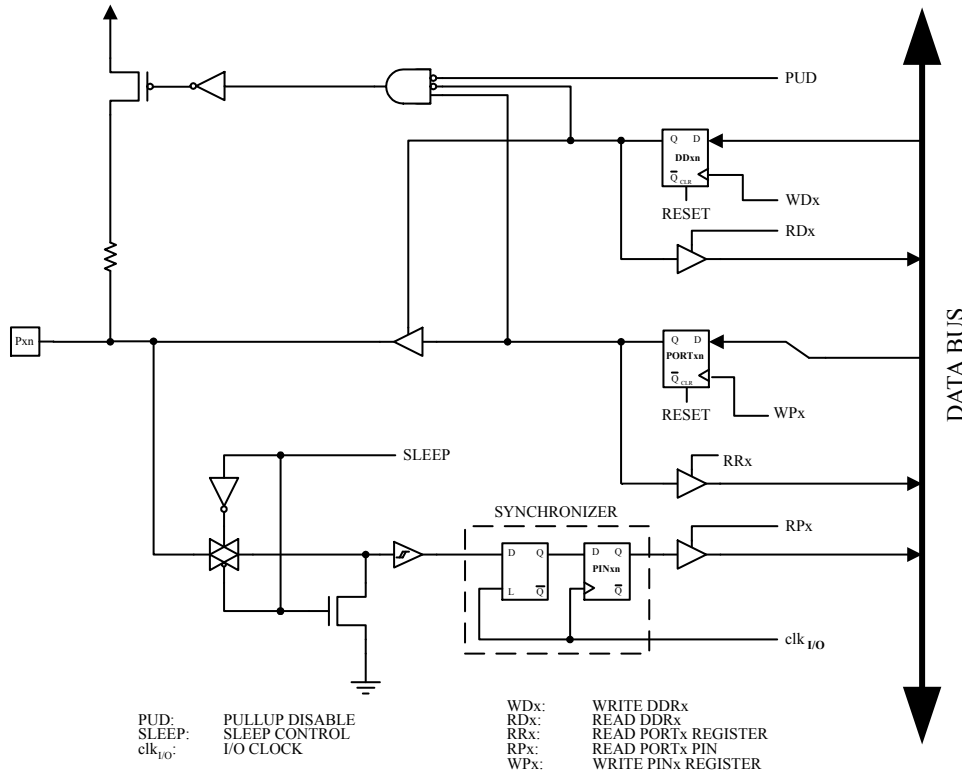 PUD
Q D
DDxn
Q CLR
WDx
RESET
RDx
Pxn
Q D
PORTxn
Q CLR
WPx
RESET
DATA BUS
SLEEP
RRx
SYNCHRONIZER
RPx
D Q
L Q
D Q
PINxn
Q
clk I/O
PUD: PULLUP DISABLE
SLEEP: SLEEP CONTROL
clkI/O: I/O CLOCK
WDx: WRITE DDRx
RDx: READ DDRx
RRx: READ PORTx REGISTER
RPx: READ PORTx PIN
WPx: WRITE PINx REGISTER